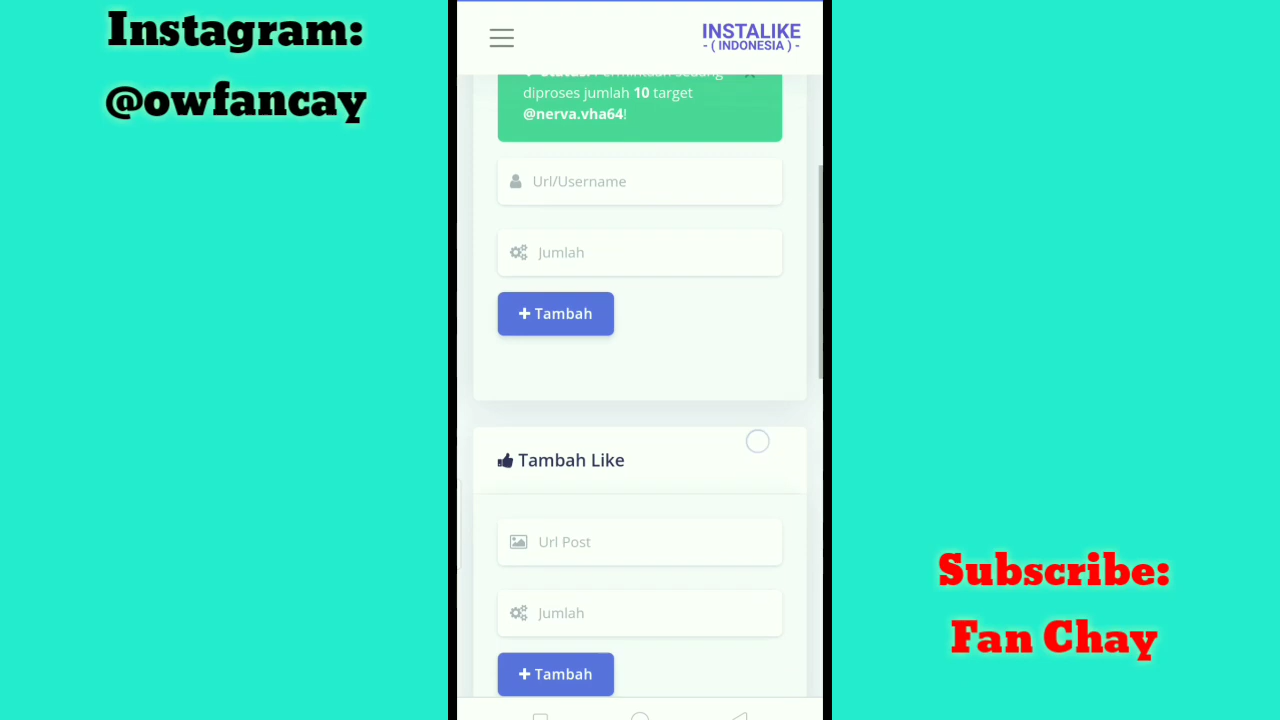 Instagram:
@owfancay
INSTALIKE
- ( INDONESIA ) -
diproses jumlah 10 target
@nerva.vha64!
Url/Username
Jumlah
Tambah
Tambah Like
Url Post
Jumlah
Tambah
Subscribe:
Fan Chay